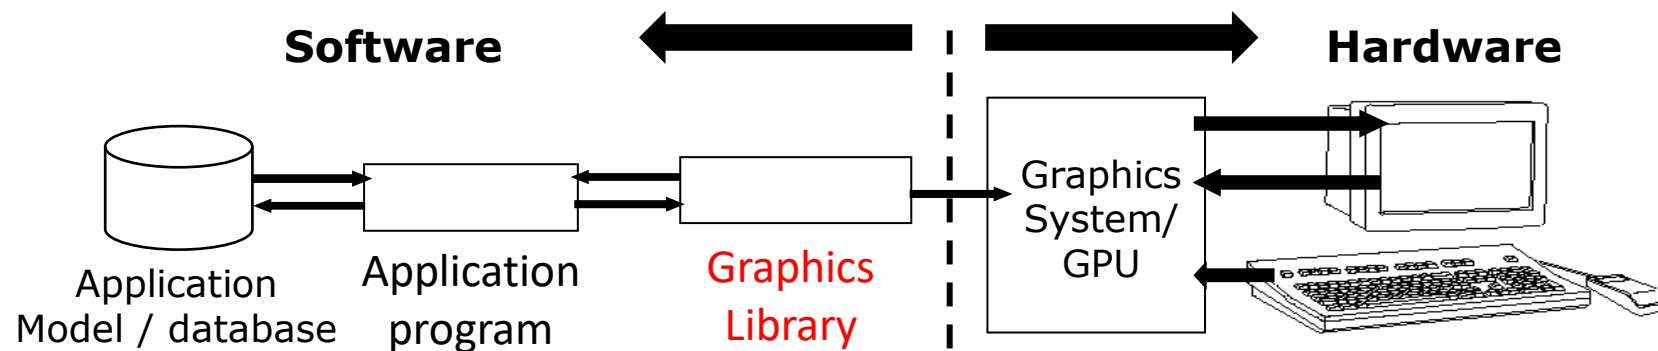 Software
Hardware
Application
Model / database
Application
program
Graphics
Library
Graphics
System/
GPU